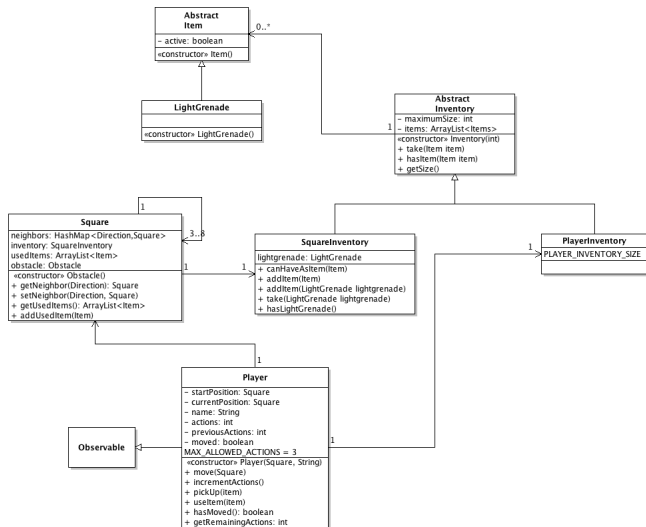 Abstract
Item
- active: boolean
«constructor» Item()
0..*
LightGrenade
«constructor» LightGrenade()
Abstract
Inventory
- maximumSize: int
- items: ArrayList<Items>
«constructor» Inventory(int)
+ take(Item item)
+ hasItem(Item item)
+ getSize()
1
1
3..8
Square
neighbors: HashMap<Direction,Square>
inventory: SquareInventory
usedItems: ArrayList<Item>
obstacle: Obstacle
«constructor» Obstacle()
+ getNeighbor(Direction): Square
+ setNeighbor(Direction, Square)
+ getUsedItems(): ArrayList<Item>
+ addUsedItem(Item)
1
1
SquareInventory
lightgrenade: LightGrenade
+ canHaveAsItem(Item)
+ addItem(Item)
+ addItem(LightGrenade lightgrenade)
+ take(LightGrenade lightgrenade)
+ hasLightGrenade()
1
PlayerInventory
PLAYER_INVENTORY_SIZE
1
Player
- startPosition: Square
- currentPosition: Square
- name: String
- actions: int
- previousActions: int
- moved: boolean
MAX_ALLOWED_ACTIONS = 3
«constructor» Player(Square, String)
+ move(Square)
+ incrementActions()
+ pickUp(item)
+ useItem(item)
+ hasMoved(): boolean
+ getRemainingActions: int
1
Observable